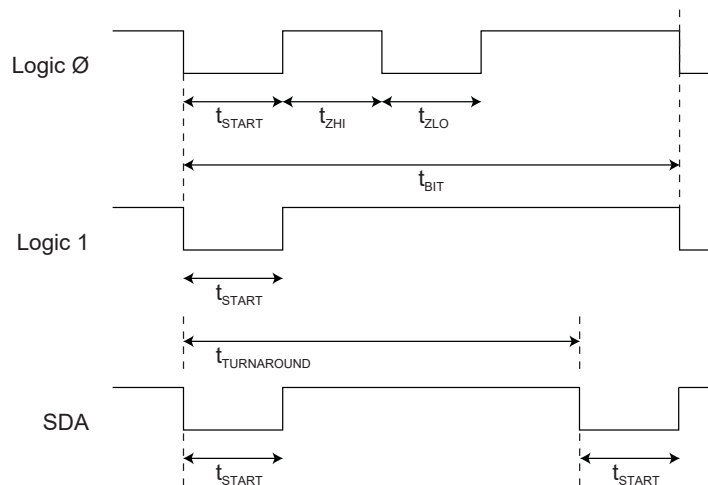 Logic Ø
tSTART
tZHI
tZLO
tBIT
Logic 1
tSTART
tTURNAROUND
SDA
tSTART
tSTART